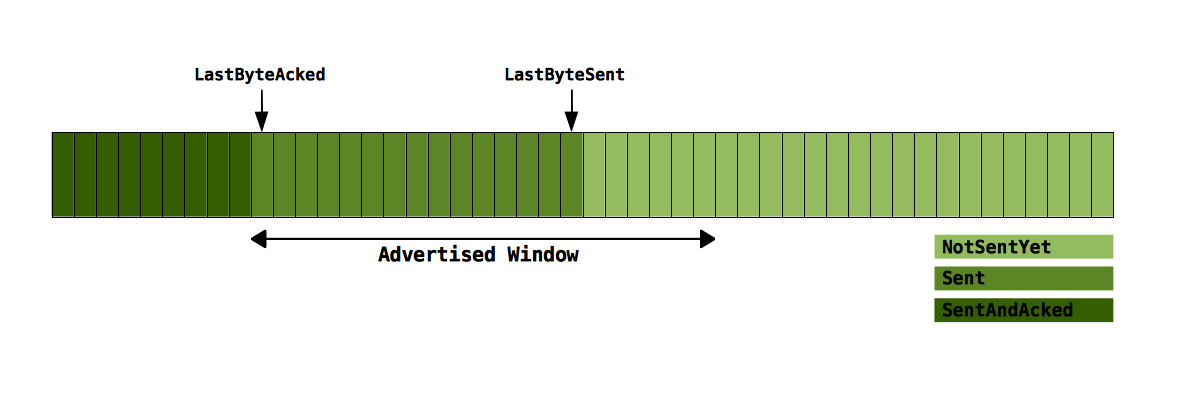 LastByteAcked
LastByteSent
Advertised Window
NotSentYet
Sent
SentAndAcked